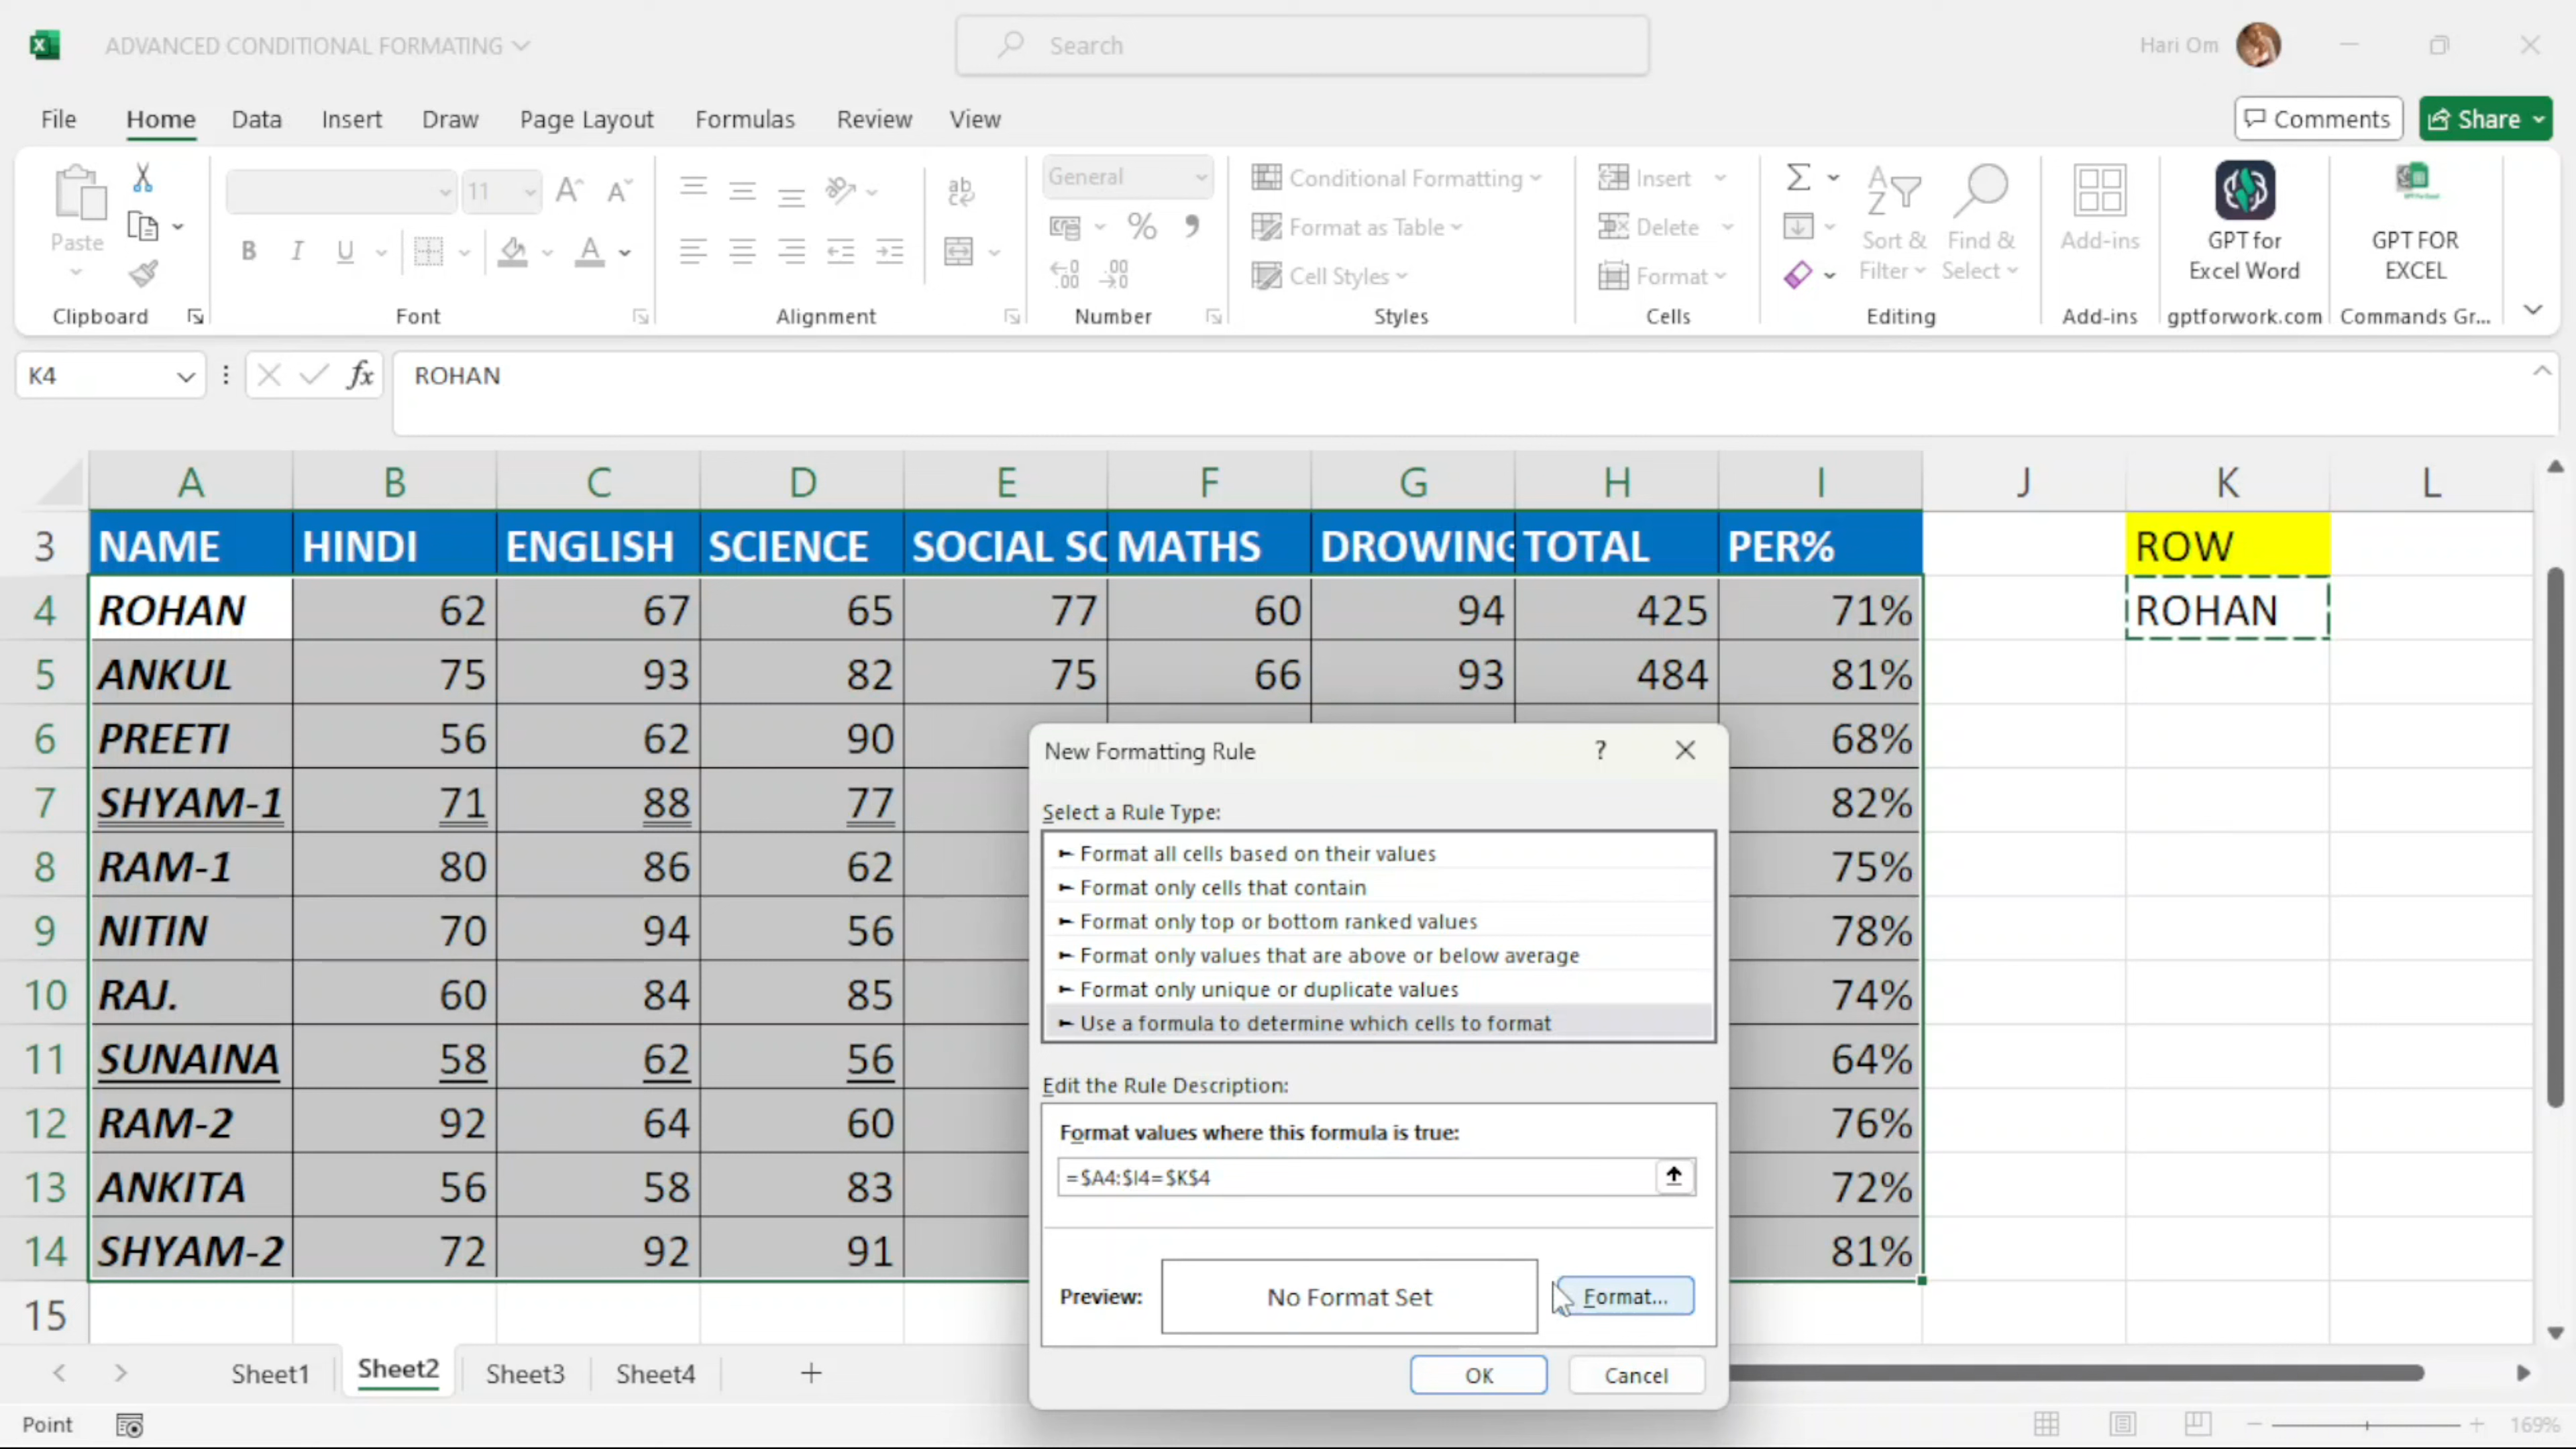 ADVANCED CONDITIONAL FORMATING
Search
Hari Om
File Home Data Insert Draw Page Layout Formulas Review View
Comments Share
Paste
Clipboard
11
B I U
Font
Alignment
General
Number
Conditional Formatting
Format as Table
Cell Styles
Styles
Insert
Delete
Format
Cells
Sort & Filter
Find & Select
Editing
Add-ins
Add-ins
GPT for Excel Word
gptforwork.com
GPT FOR EXCEL
Commands Gr...
K4 fx ROHAN
A B C D E F G H I J K L
3 NAME HINDI ENGLISH SCIENCE SOCIAL SC MATHS DROWING TOTAL PER% ROW
4 ROHAN 62 67 65 77 60 94 425 71% ROHAN
5 ANKUL 75 93 82 75 66 93 484 81%
6 PREETI 56 62 90 68%
7 SHYAM-1 71 88 77 82%
8 RAM-1 80 86 62 75%
9 NITIN 70 94 56 78%
10 RAJ. 60 84 85 74%
11 SUNAINA 58 62 56 64%
12 RAM-2 92 64 60 76%
13 ANKITA 56 58 83 72%
14 SHYAM-2 72 92 91 81%
15
New Formatting Rule ?
Select a Rule Type:
Format all cells based on their values
Format only cells that contain
Format only top or bottom ranked values
Format only values that are above or below average
Format only unique or duplicate values
Use a formula to determine which cells to format
Edit the Rule Description:
Format values where this formula is true:
=$A4:$I4=$K$4
Preview: No Format Set Format...
OK Cancel
Sheet1 Sheet2 Sheet3 Sheet4
Point 169%